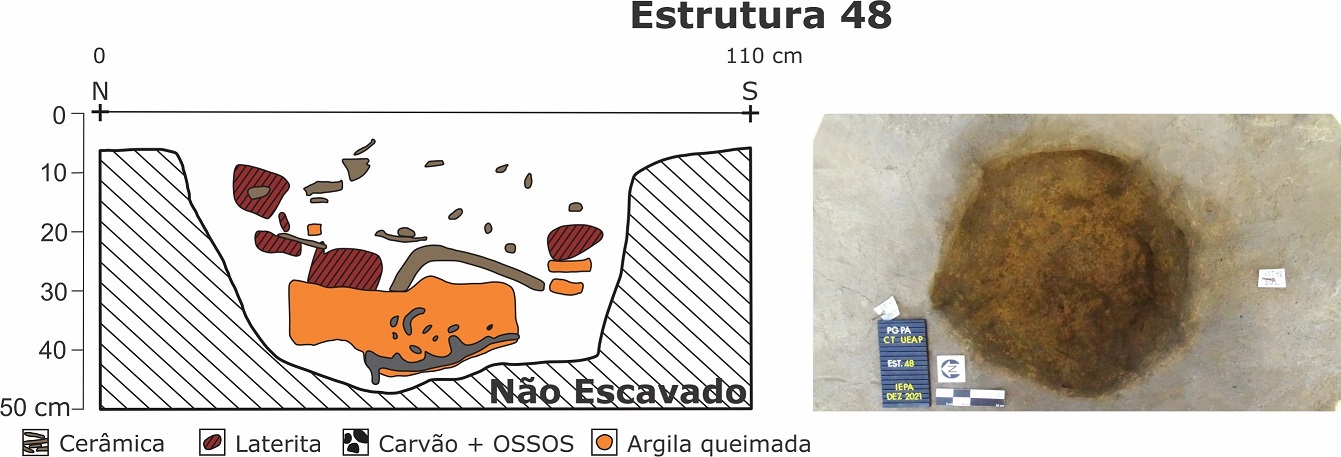 Estrutura 48
0 110 cm
N S
0
10
20
30
40
50 cm
Não Escavado
Cerâmica Laterita Carvão + OSSOS Argila queimada
PG PA
CT UEAP
EST. 48
IEPA
DEZ 2021
N